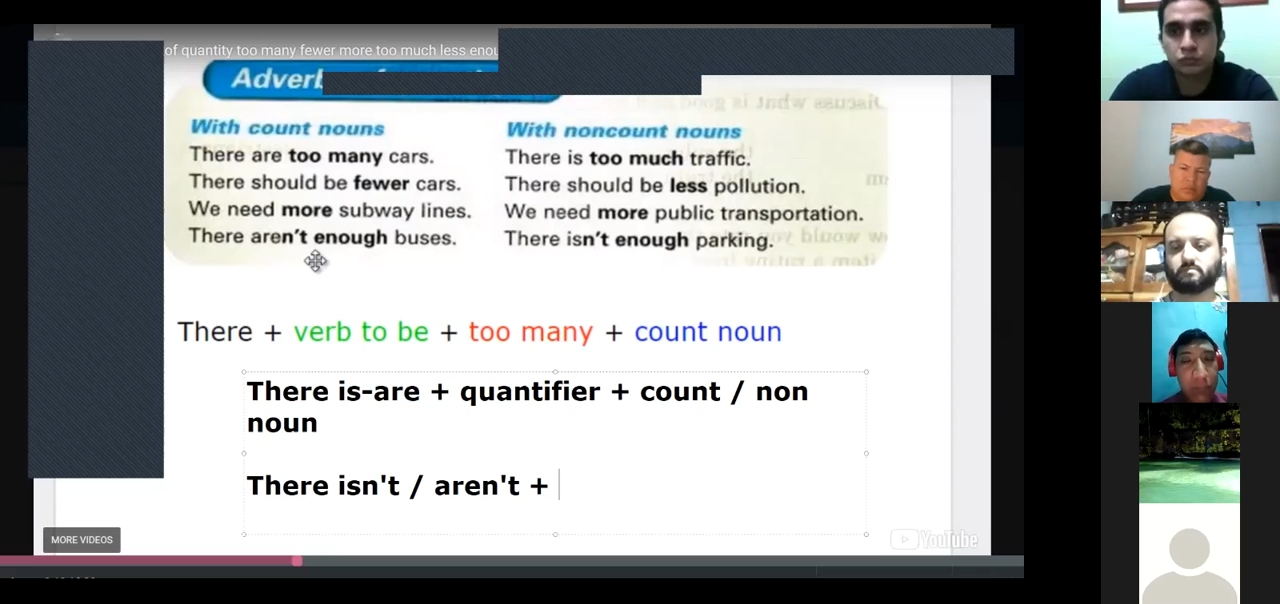 of quantity too many fewer more too much less enou
Adverb
With count nouns
There are too many cars.
There should be fewer cars.
We need more subway lines.
There aren't enough buses.
With noncount nouns
There is too much traffic.
There should be less pollution.
We need more public transportation.
There isn't enough parking.
There + verb to be + too many + count noun
There is-are + quantifier + count / non
noun
There isn't / aren't +
MORE VIDEOS
YouTube